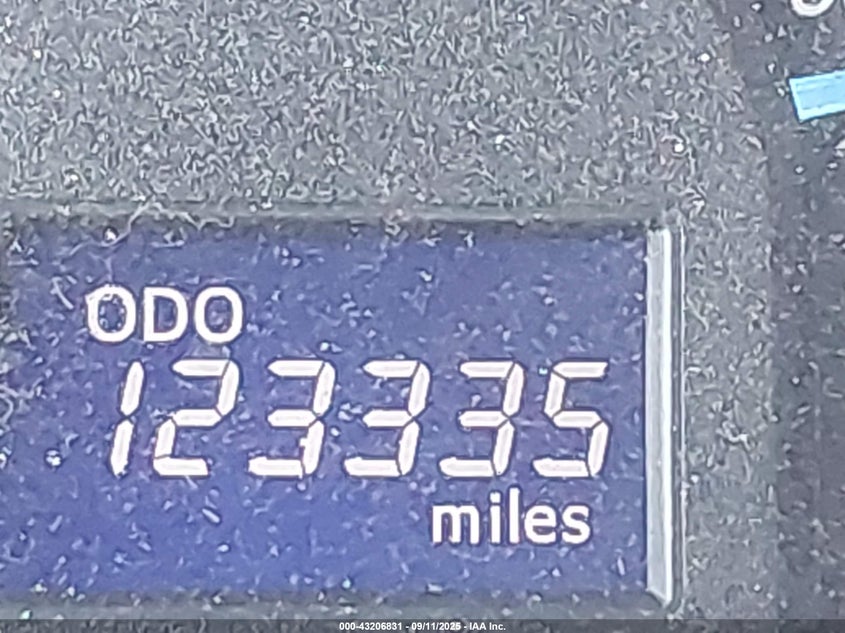 ODO
123335
miles
000-43206831 - 09/11/2025 - IAA Inc.